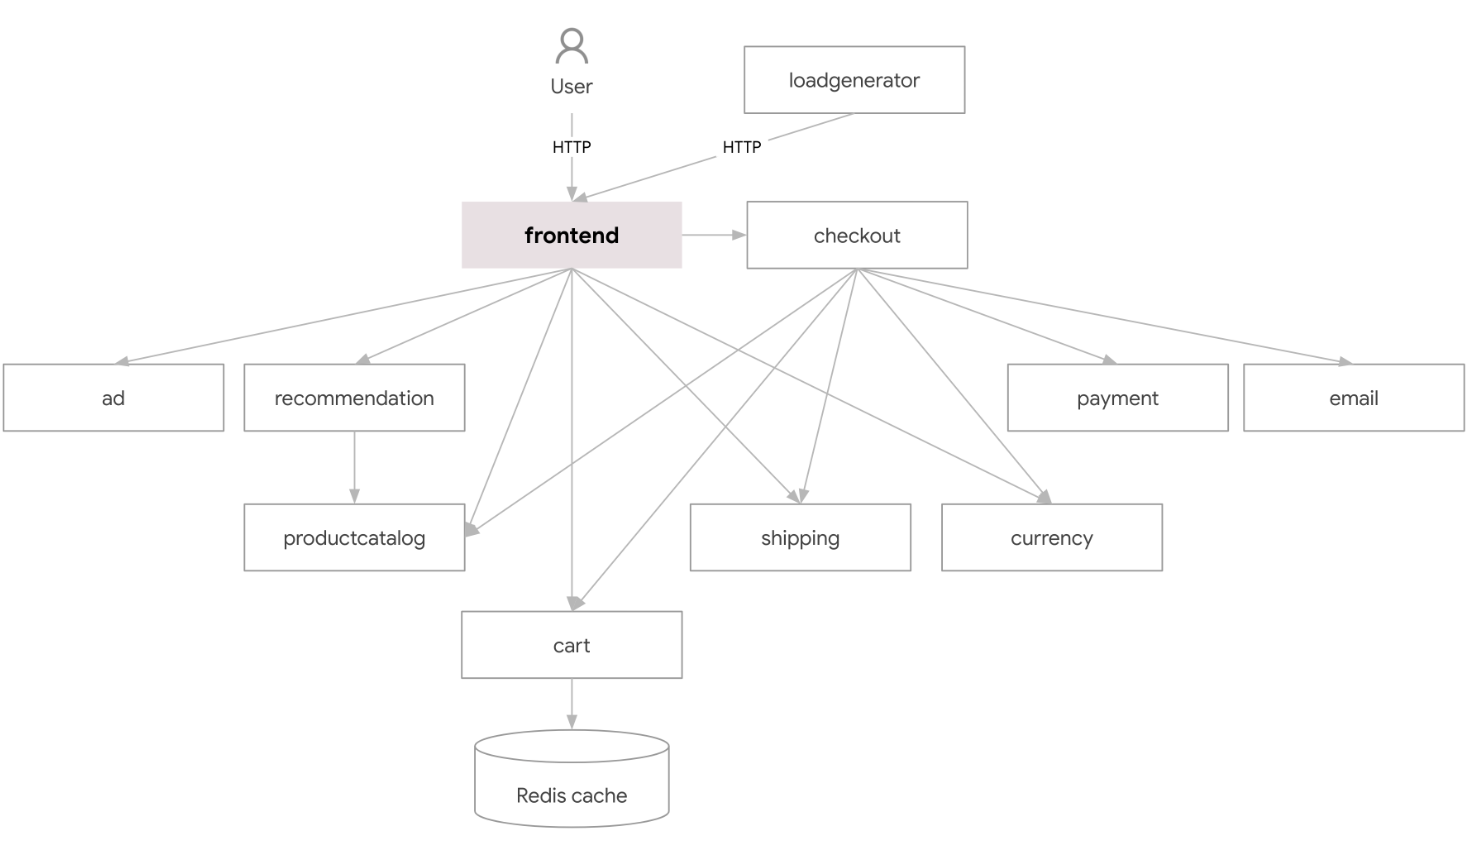 User
loadgenerator
HTTP
HTTP
frontend
checkout
ad
recommendation
payment
email
productcatalog
shipping
currency
cart
Redis cache